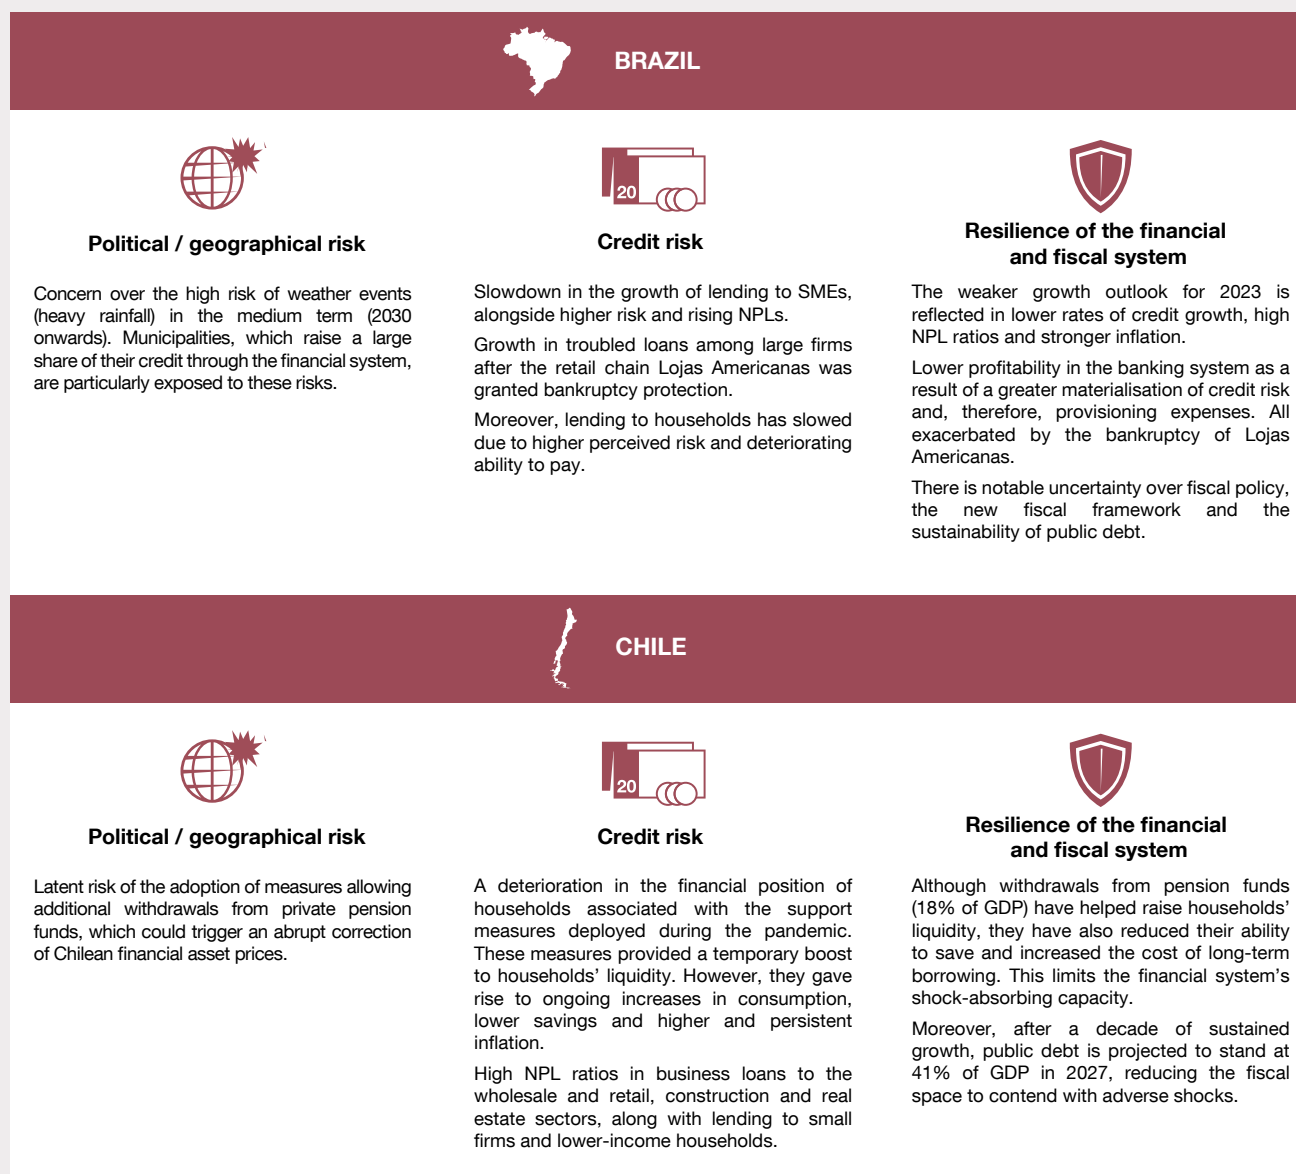 BRAZIL
Political / geographical risk
Concern over the high risk of weather events
(heavy rainfall) in the medium term (2030
onwards). Municipalities, which raise a large
share of their credit through the financial system,
are particularly exposed to these risks.
20
Credit risk
Slowdown in the growth of lending to SMEs,
alongside higher risk and rising NPLs.
Growth in troubled loans among large firms
after the retail chain Lojas Americanas was
granted bankruptcy protection.
Moreover, lending to households has slowed
due to higher perceived risk and deteriorating
ability to pay.
Resilience of the financial
and fiscal system
The weaker growth outlook for 2023 is
reflected in lower rates of credit growth, high
NPL ratios and stronger inflation.
Lower profitability in the banking system as a
result of a greater materialisation of credit risk
and, therefore, provisioning expenses. All
exacerbated by the bankruptcy of Lojas
Americanas.
There is notable uncertainty over fiscal policy,
the new fiscal framework and the
sustainability of public debt.
CHILE
Political / geographical risk
Latent risk of the adoption of measures allowing
additional withdrawals from private pension
funds, which could trigger an abrupt correction
of Chilean financial asset prices.
20
Credit risk
A deterioration in the financial position of
households associated with the support
measures deployed during the pandemic.
These measures provided a temporary boost
to households’ liquidity. However, they gave
rise to ongoing increases in consumption,
lower savings and higher and persistent
inflation.
High NPL ratios in business loans to the
wholesale and retail, construction and real
estate sectors, along with lending to small
firms and lower-income households.
Resilience of the financial
and fiscal system
Although withdrawals from pension funds
(18% of GDP) have helped raise households’
liquidity, they have also reduced their ability
to save and increased the cost of long-term
borrowing. This limits the financial system’s
shock-absorbing capacity.
Moreover, after a decade of sustained
growth, public debt is projected to stand at
41% of GDP in 2027, reducing the fiscal
space to contend with adverse shocks.